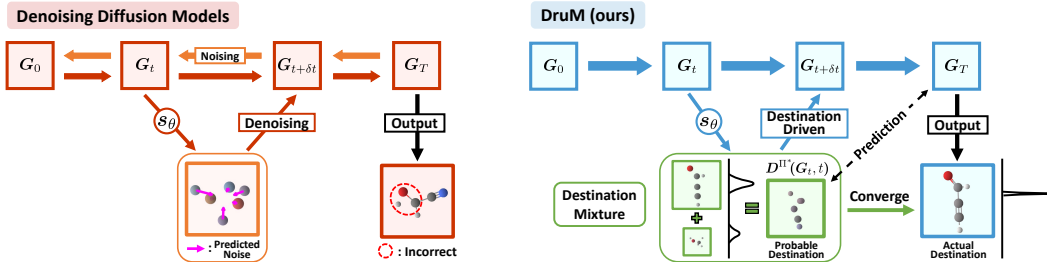 Denoising Diffusion Models
G_0
G_t
Noising
G_{t+δt}
G_T
s_θ
Denoising
Output
: Predicted
Noise
: Incorrect
DruM (ours)
G_0
G_t
G_{t+δt}
G_T
s_θ
Destination
Driven
Prediction
Output
Destination
Mixture
+
=
D^{Π*}(G_t, t)
Probable
Destination
Converge
Actual
Destination